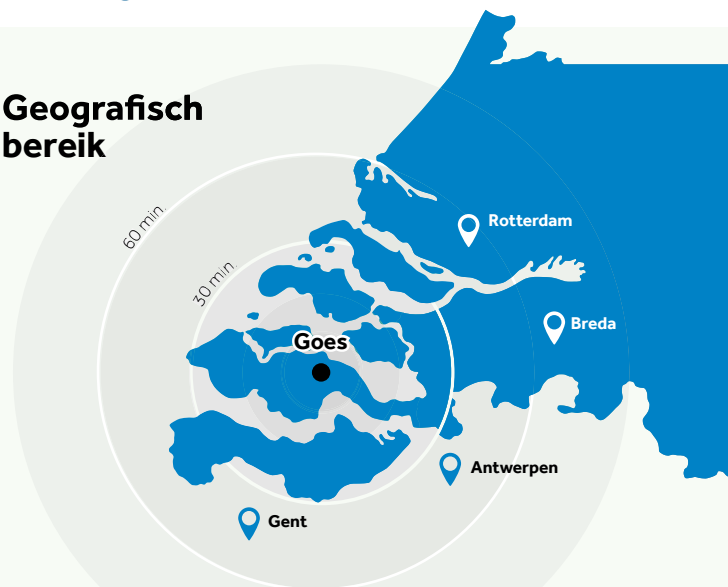 Geografisch
bereik
60 min.
30 min.
Rotterdam
Breda
Goes
Antwerpen
Gent